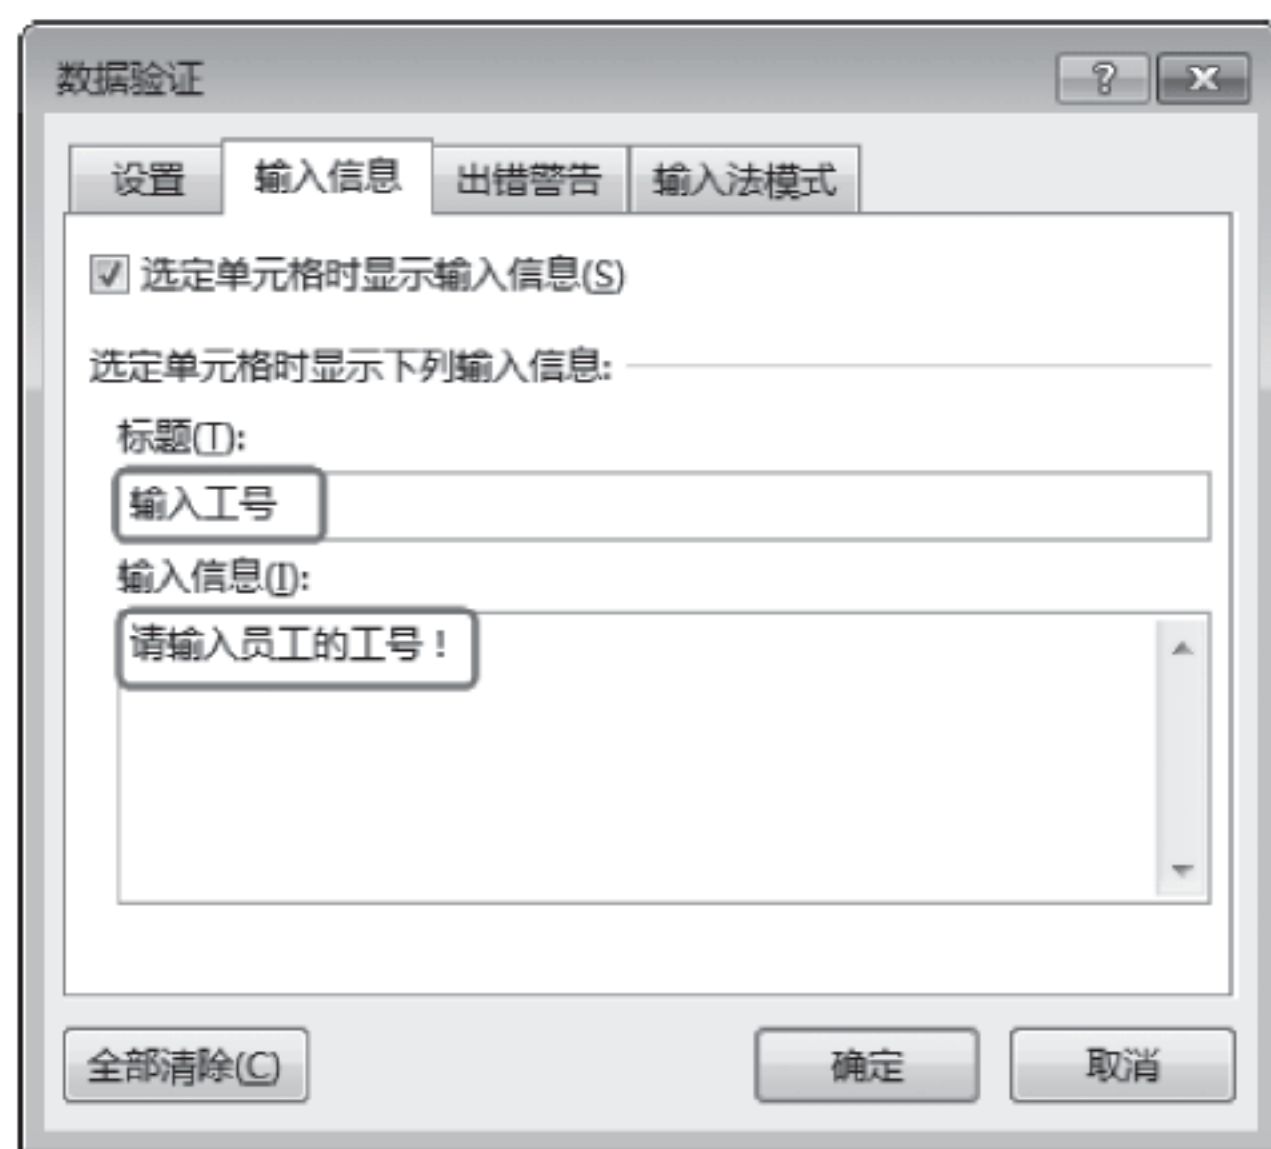 数据验证
设置 输入信息 出错警告 输入法模式
选定单元格时显示输入信息(S)
选定单元格时显示下列输入信息:
标题(T):
输入工号
输入信息(I):
请输入员工的工号！
全部清除(C) 确定 取消